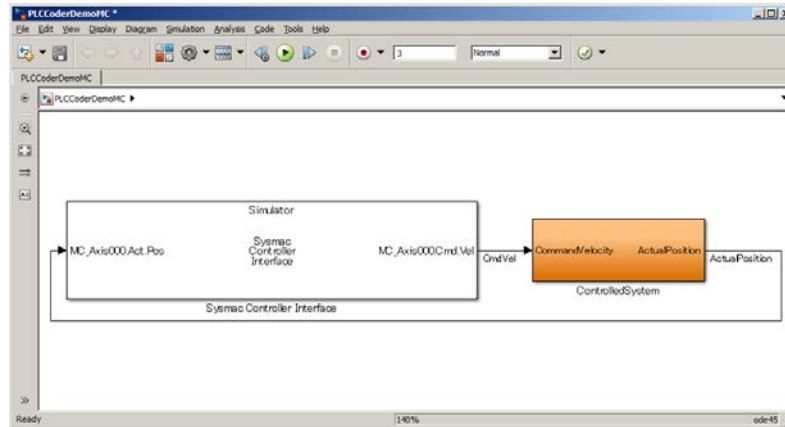 PLCCoderDemoMC *
File Edit View Display Diagram Simulation Analysis Code Tools Help
3 Normal
PLCCoderDemoMC
PLCCoderDemoMC
Simulator
MC_Axis000.Act.Pos
Sysmac
Controller
Interface
MC_Axis000.Cmd.Vel
CmdVel
CommandVelocity ActualPosition
ActualPosition
ControlledSystem
Sysmac Controller Interface
Ready 140% ode45